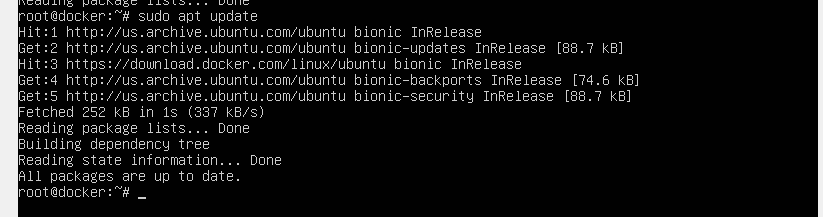 Reading package lists... Done
root@docker:~# sudo apt update
Hit:1 http://us.archive.ubuntu.com/ubuntu bionic InRelease
Get:2 http://us.archive.ubuntu.com/ubuntu bionic-updates InRelease [88.7 kB]
Hit:3 https://download.docker.com/linux/ubuntu bionic InRelease
Get:4 http://us.archive.ubuntu.com/ubuntu bionic-backports InRelease [74.6 kB]
Get:5 http://us.archive.ubuntu.com/ubuntu bionic-security InRelease [88.7 kB]
Fetched 252 kB in 1s (337 kB/s)
Reading package lists... Done
Building dependency tree
Reading state information... Done
All packages are up to date.
root@docker:~# _